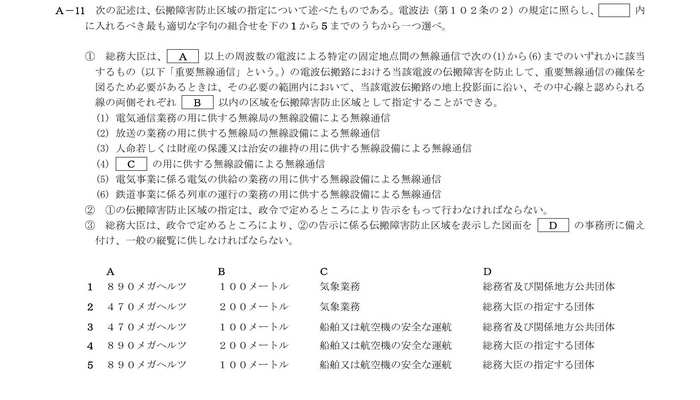 A－11 次の記述は、伝搬障害防止区域の指定について述べたものである。電波法（第１０２条の２）の規定に照らし、　　内
に入れるべき最も適切な字句の組合せを下の１から５までのうちから一つ選べ。
① 総務大臣は、 A 以上の周波数の電波による特定の固定地点間の無線通信で次の(1)から(6)までのいずれかに該当
するもの（以下「重要無線通信」という。）の電波伝搬路における当該電波の伝搬障害を防止して、重要無線通信の確保を
図るため必要があるときは、その必要の範囲内において、当該電波伝搬路の地上投影面に沿い、その中心線と認められる
線の両側それぞれ B 以内の区域を伝搬障害防止区域として指定することができる。
(1) 電気通信業務の用に供する無線局の無線設備による無線通信
(2) 放送の業務の用に供する無線局の無線設備による無線通信
(3) 人命若しくは財産の保護又は治安の維持の用に供する無線設備による無線通信
(4) C の用に供する無線設備による無線通信
(5) 電気事業に係る電気の供給の業務の用に供する無線設備による無線通信
(6) 鉄道事業に係る列車の運行の業務の用に供する無線設備による無線通信
② ①の伝搬障害防止区域の指定は、政令で定めるところにより告示をもって行わなければならない。
③ 総務大臣は、政令で定めるところにより、②の告示に係る伝搬障害防止区域を表示した図面を D の事務所に備え
付け、一般の縦覧に供しなければならない。
A B C D
1 ８９０メガヘルツ １００メートル 気象業務 総務省及び関係地方公共団体
2 ４７０メガヘルツ ２００メートル 気象業務 総務大臣の指定する団体
3 ４７０メガヘルツ １００メートル 船舶又は航空機の安全な運航 総務省及び関係地方公共団体
4 ８９０メガヘルツ ２００メートル 船舶又は航空機の安全な運航 総務大臣の指定する団体
5 ８９０メガヘルツ １００メートル 船舶又は航空機の安全な運航 総務大臣の指定する団体